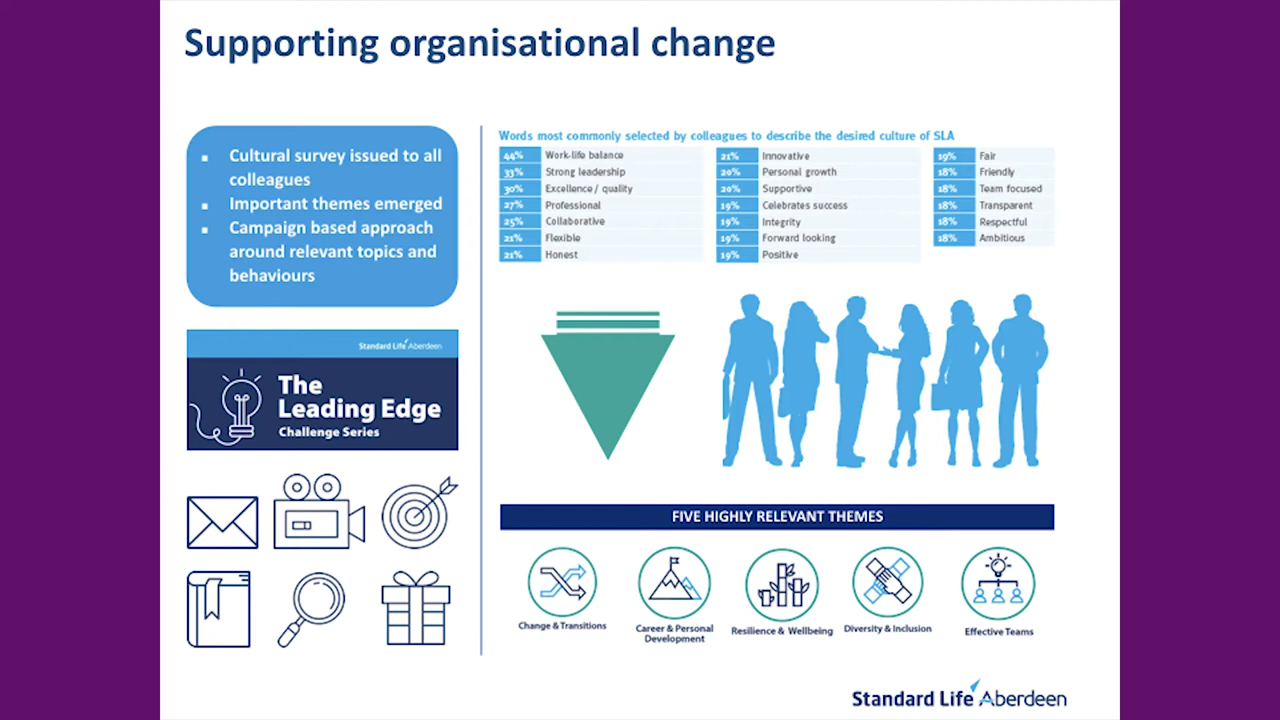 Supporting organisational change
Cultural survey issued to all
colleagues
Important themes emerged
Campaign based approach
around relevant topics and
behaviours
Standard Life Aberdeen
The
Leading Edge
Challenge Series
Words most commonly selected by colleagues to describe the desired culture of SLA
44% Work-life balance
33% Strong leadership
30% Excellence / quality
27% Professional
25% Collaborative
21% Flexible
21% Honest
21% Innovative
20% Personal growth
20% Supportive
19% Celebrates success
19% Integrity
19% Forward looking
19% Positive
19% Fair
18% Friendly
18% Team focused
18% Transparent
18% Respectful
18% Ambitious
FIVE HIGHLY RELEVANT THEMES
Change & Transitions
Career & Personal
Development
Resilience & Wellbeing
Diversity & Inclusion
Effective Teams
Standard Life Aberdeen